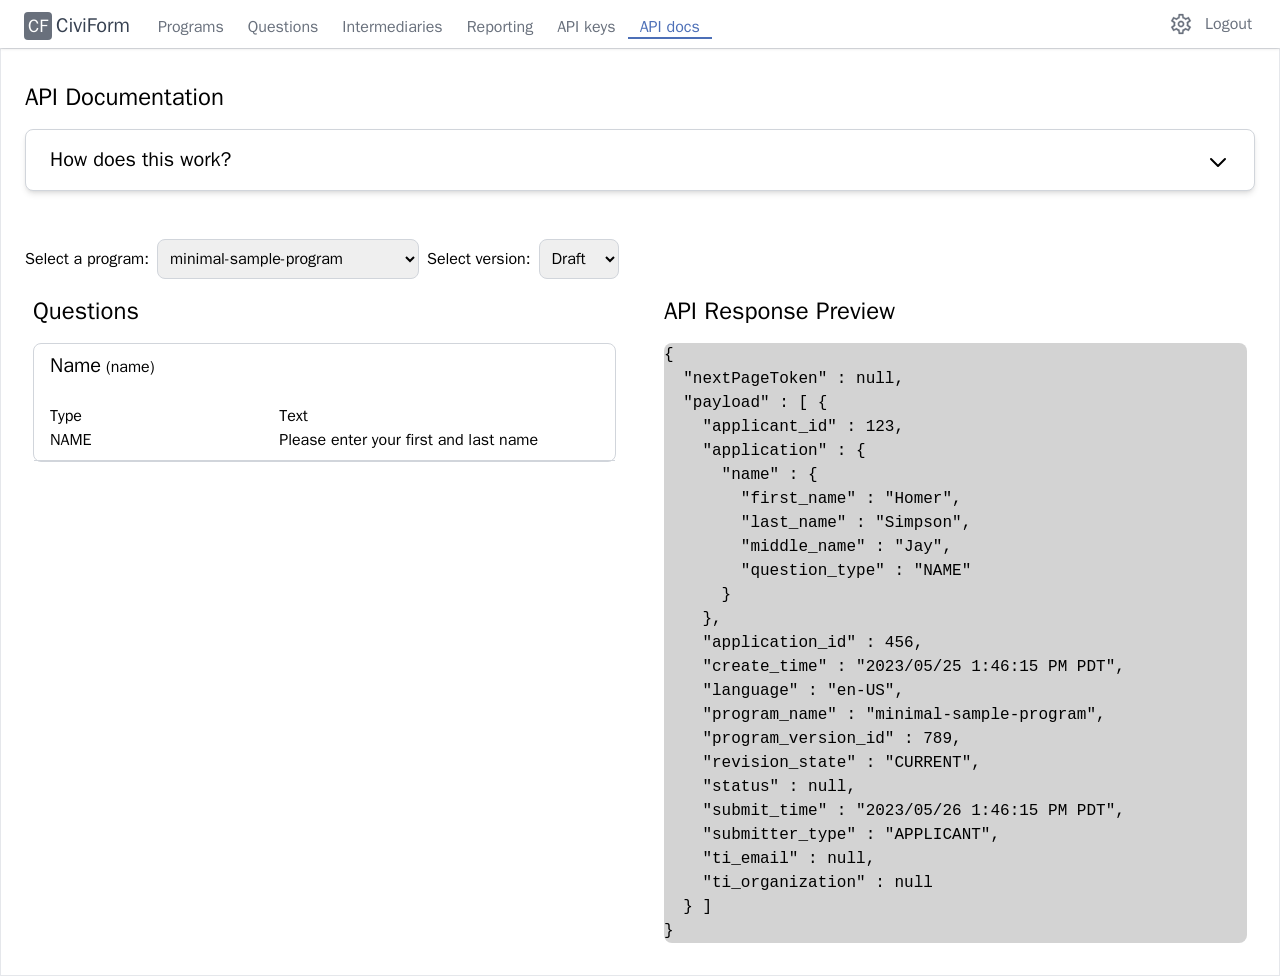 CF CiviForm Programs Questions Intermediaries Reporting API keys API docs Logout
API Documentation
How does this work?
Select a program: minimal-sample-program Select version: Draft
Questions
Name (name)
Type Text
NAME Please enter your first and last name
API Response Preview
{
  "nextPageToken" : null,
  "payload" : [ {
    "applicant_id" : 123,
    "application" : {
      "name" : {
        "first_name" : "Homer",
        "last_name" : "Simpson",
        "middle_name" : "Jay",
        "question_type" : "NAME"
      }
    },
    "application_id" : 456,
    "create_time" : "2023/05/25 1:46:15 PM PDT",
    "language" : "en-US",
    "program_name" : "minimal-sample-program",
    "program_version_id" : 789,
    "revision_state" : "CURRENT",
    "status" : null,
    "submit_time" : "2023/05/26 1:46:15 PM PDT",
    "submitter_type" : "APPLICANT",
    "ti_email" : null,
    "ti_organization" : null
  } ]
}